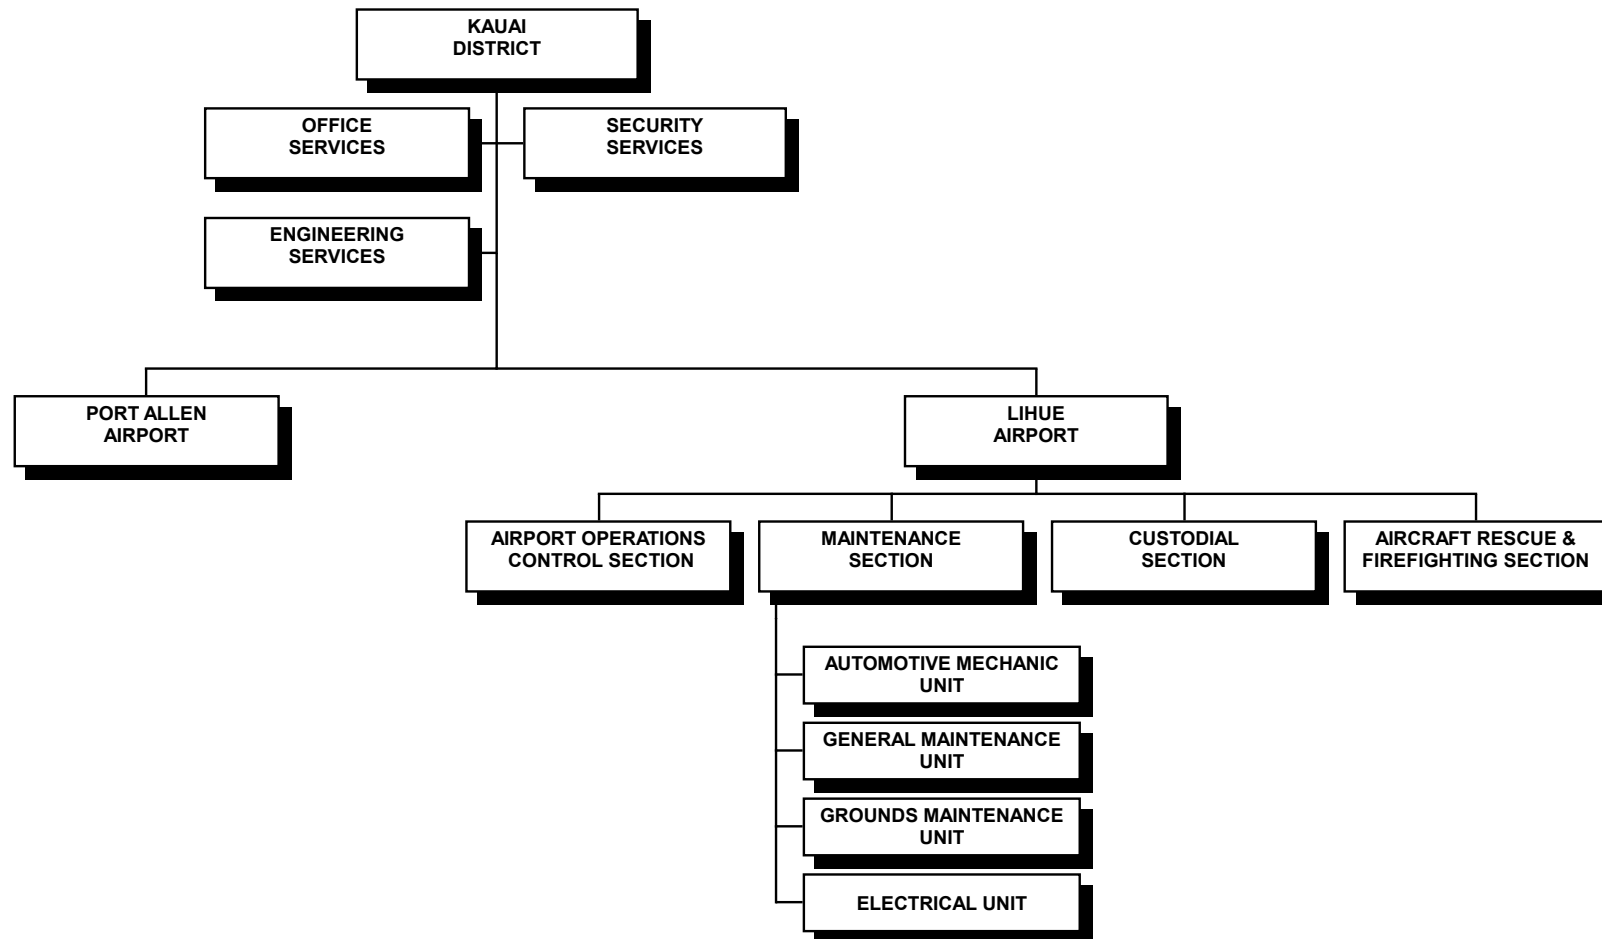 KAUAI
DISTRICT
OFFICE
SERVICES
SECURITY
SERVICES
ENGINEERING
SERVICES
PORT ALLEN
AIRPORT
LIHUE
AIRPORT
AIRPORT OPERATIONS
CONTROL SECTION
MAINTENANCE
SECTION
CUSTODIAL
SECTION
AIRCRAFT RESCUE &
FIREFIGHTING SECTION
AUTOMOTIVE MECHANIC
UNIT
GENERAL MAINTENANCE
UNIT
GROUNDS MAINTENANCE
UNIT
ELECTRICAL UNIT